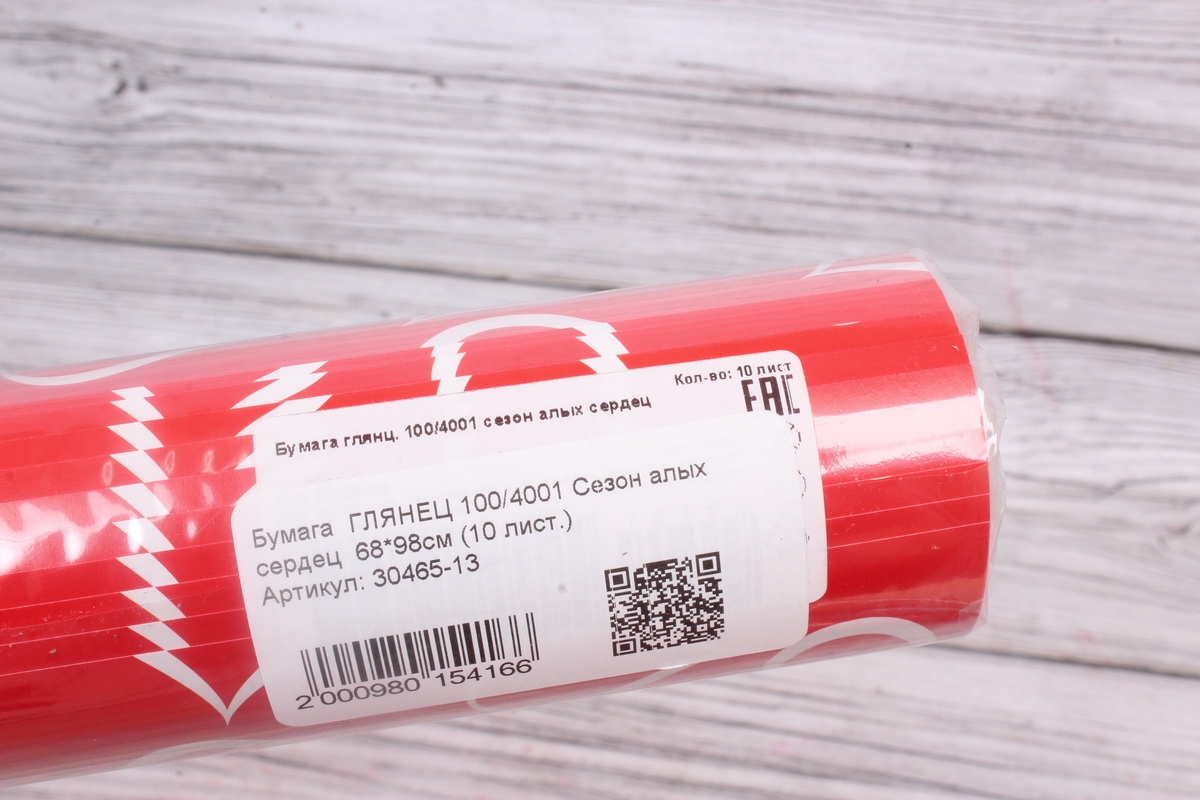 Кол-во: 10 лист
EAC
Бумага глянц. 100/4001 сезон алых сердец
Бумага ГЛЯНЕЦ 100/4001 Сезон алых
сердец 68*98см (10 лист.)
Артикул: 30465-13
2 000980 154166